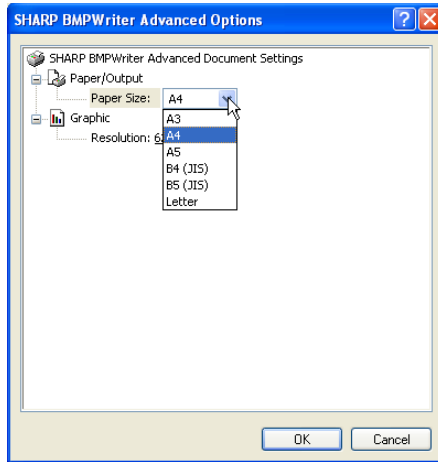 SHARP BMPWriter Advanced Options
SHARP BMPWriter Advanced Document Settings
Paper/Output
Paper Size: A4
Graphic
Resolution:
A3
A4
A5
B4 (JIS)
B5 (JIS)
Letter
OK
Cancel